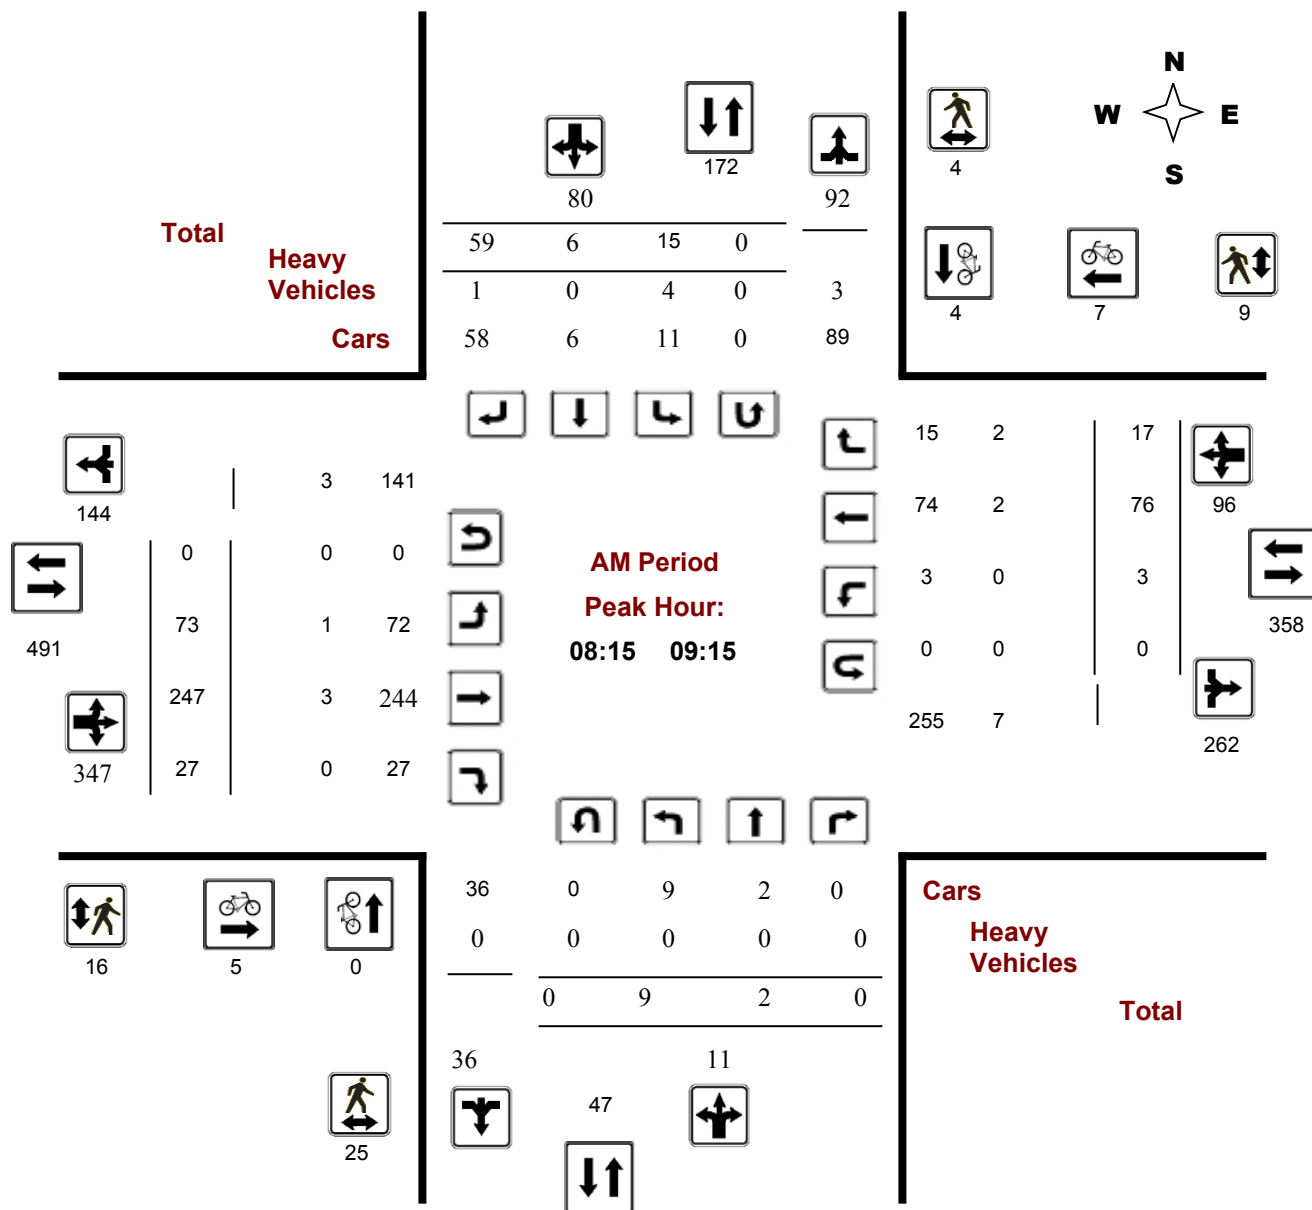 N
W E
S
172
4
80 92
Total
59 6 15 0
Heavy
Vehicles
1 0 4 0 3
4 7 9
Cars
58 6 11 0 89
15 2 17
3 141
144
74 2 76 96
0 0 0
AM Period
3 0 3
Peak Hour:
73 1 72
358
491
08:15 09:15
0 0 0
247 3 244
255 7
262
347 27 0 27
36 0 9 2 0
Cars
0 0 0 0 0
Heavy
Vehicles
16 5 0
0 9 2 0
Total
36 11
47
25